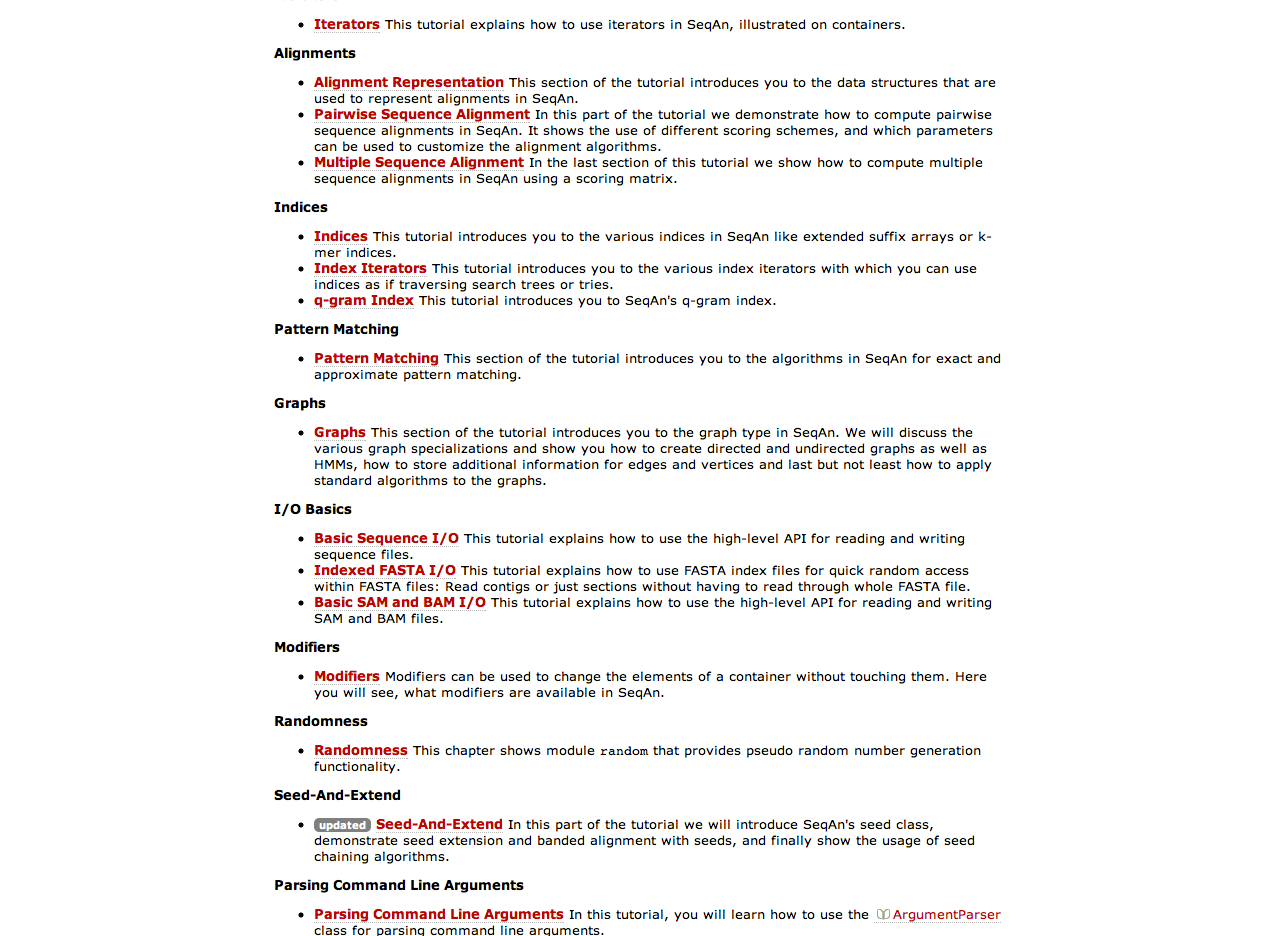 • Iterators This tutorial explains how to use iterators in SeqAn, illustrated on containers.
Alignments
• Alignment Representation This section of the tutorial introduces you to the data structures that are
used to represent alignments in SeqAn.
• Pairwise Sequence Alignment In this part of the tutorial we demonstrate how to compute pairwise
sequence alignments in SeqAn. It shows the use of different scoring schemes, and which parameters
can be used to customize the alignment algorithms.
• Multiple Sequence Alignment In the last section of this tutorial we show how to compute multiple
sequence alignments in SeqAn using a scoring matrix.
Indices
• Indices This tutorial introduces you to the various indices in SeqAn like extended suffix arrays or k-
mer indices.
• Index Iterators This tutorial introduces you to the various index iterators with which you can use
indices as if traversing search trees or tries.
• q-gram Index This tutorial introduces you to SeqAn's q-gram index.
Pattern Matching
• Pattern Matching This section of the tutorial introduces you to the algorithms in SeqAn for exact and
approximate pattern matching.
Graphs
• Graphs This section of the tutorial introduces you to the graph type in SeqAn. We will discuss the
various graph specializations and show you how to create directed and undirected graphs as well as
HMMs, how to store additional information for edges and vertices and last but not least how to apply
standard algorithms to the graphs.
I/O Basics
• Basic Sequence I/O This tutorial explains how to use the high-level API for reading and writing
sequence files.
• Indexed FASTA I/O This tutorial explains how to use FASTA index files for quick random access
within FASTA files: Read contigs or just sections without having to read through whole FASTA file.
• Basic SAM and BAM I/O This tutorial explains how to use the high-level API for reading and writing
SAM and BAM files.
Modifiers
• Modifiers Modifiers can be used to change the elements of a container without touching them. Here
you will see, what modifiers are available in SeqAn.
Randomness
• Randomness This chapter shows module random that provides pseudo random number generation
functionality.
Seed-And-Extend
• updated Seed-And-Extend In this part of the tutorial we will introduce SeqAn's seed class,
demonstrate seed extension and banded alignment with seeds, and finally show the usage of seed
chaining algorithms.
Parsing Command Line Arguments
• Parsing Command Line Arguments In this tutorial, you will learn how to use the ArgumentParser
class for parsing command line arguments.